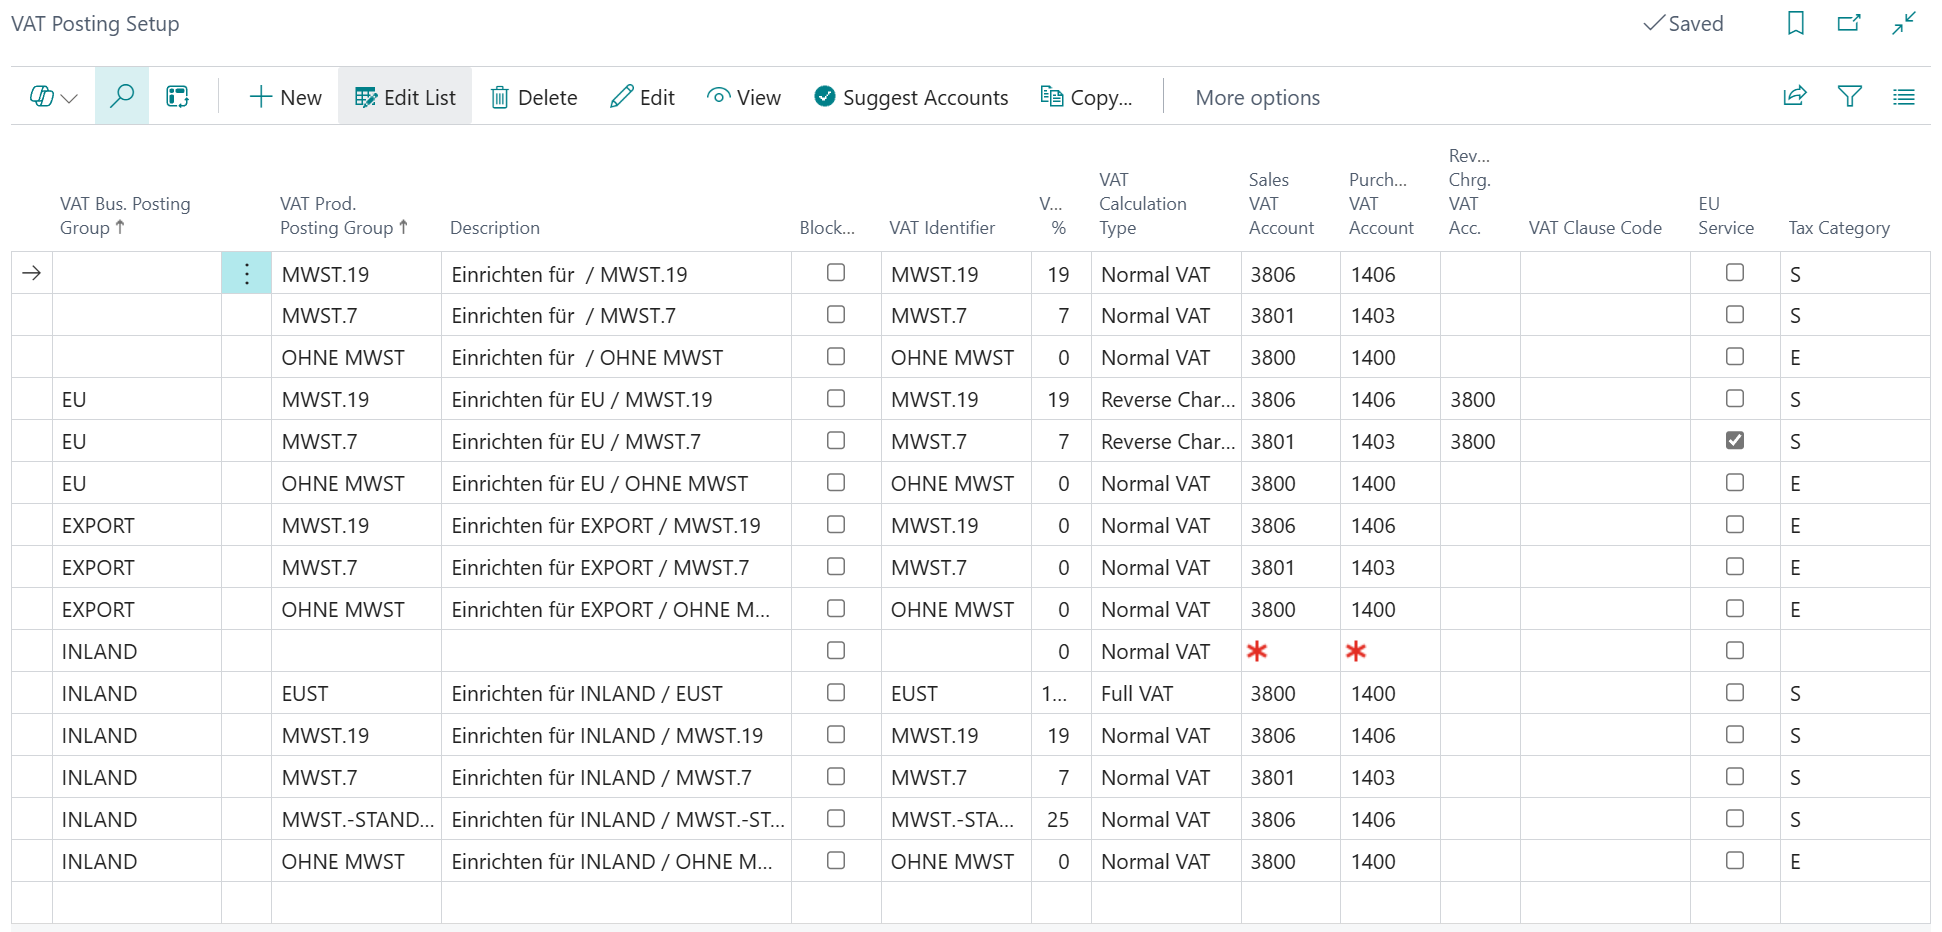 VAT Posting Setup
Saved
New Edit List Delete Edit View Suggest Accounts Copy... More options
VAT Bus. Posting Group ↑ VAT Prod. Posting Group ↑ Description Block... VAT Identifier V... % VAT Calculation Type Sales VAT Account Purch... VAT Account Rev... Chrg. VAT Acc. VAT Clause Code EU Service Tax Category
MWST.19 Einrichten für / MWST.19 MWST.19 19 Normal VAT 3806 1406 S
MWST.7 Einrichten für / MWST.7 MWST.7 7 Normal VAT 3801 1403 S
OHNE MWST Einrichten für / OHNE MWST OHNE MWST 0 Normal VAT 3800 1400 E
EU MWST.19 Einrichten für EU / MWST.19 MWST.19 19 Reverse Char... 3806 1406 3800 S
EU MWST.7 Einrichten für EU / MWST.7 MWST.7 7 Reverse Char... 3801 1403 3800 S
EU OHNE MWST Einrichten für EU / OHNE MWST OHNE MWST 0 Normal VAT 3800 1400 E
EXPORT MWST.19 Einrichten für EXPORT / MWST.19 MWST.19 0 Normal VAT 3806 1406 E
EXPORT MWST.7 Einrichten für EXPORT / MWST.7 MWST.7 0 Normal VAT 3801 1403 E
EXPORT OHNE MWST Einrichten für EXPORT / OHNE M... OHNE MWST 0 Normal VAT 3800 1400 E
INLAND 0 Normal VAT * *
INLAND EUST Einrichten für INLAND / EUST EUST 1... Full VAT 3800 1400 S
INLAND MWST.19 Einrichten für INLAND / MWST.19 MWST.19 19 Normal VAT 3806 1406 S
INLAND MWST.7 Einrichten für INLAND / MWST.7 MWST.7 7 Normal VAT 3801 1403 S
INLAND MWST.-STAND... Einrichten für INLAND / MWST.-ST... MWST.-STA... 25 Normal VAT 3806 1406 S
INLAND OHNE MWST Einrichten für INLAND / OHNE M... OHNE MWST 0 Normal VAT 3800 1400 E